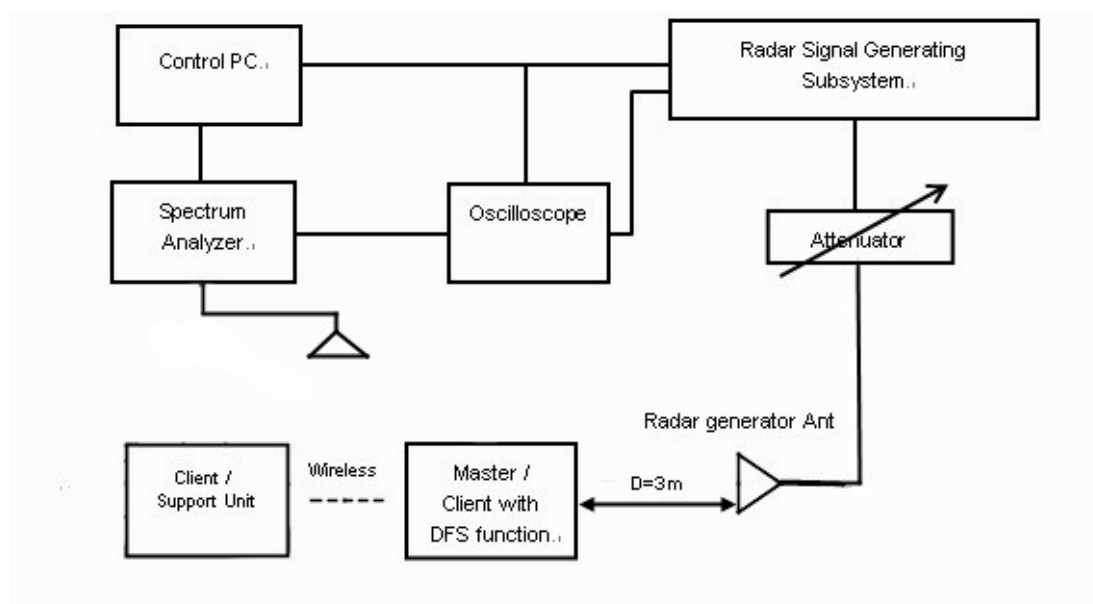 Control PC.
Radar Signal Generating
Subsystem.
Spectrum
Analyzer.
Oscilloscope
Attenuator
Radar generator Ant
Client /
Support Unit
Wireless
Master /
Client with
DFS function.
D=3m